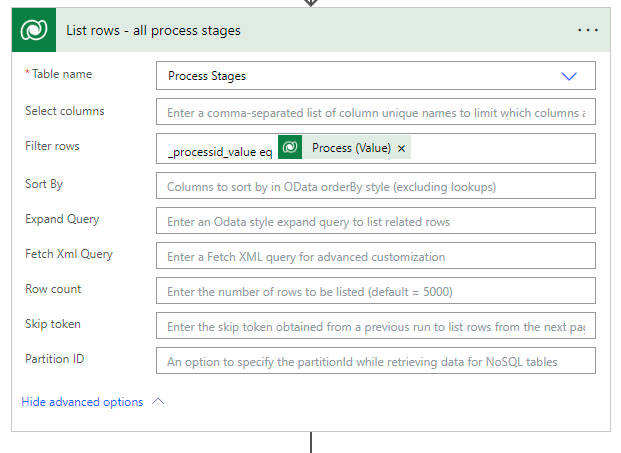 List rows - all process stages
* Table name
Process Stages
Select columns
Enter a comma-separated list of column unique names to limit which columns a
Filter rows
_processid_value eq Process (Value) ×
Sort By
Columns to sort by in OData orderBy style (excluding lookups)
Expand Query
Enter an Odata style expand query to list related rows
Fetch Xml Query
Enter a Fetch XML query for advanced customization
Row count
Enter the number of rows to be listed (default = 5000)
Skip token
Enter the skip token obtained from a previous run to list rows from the next pa
Partition ID
An option to specify the partitionId while retrieving data for NoSQL tables
Hide advanced options